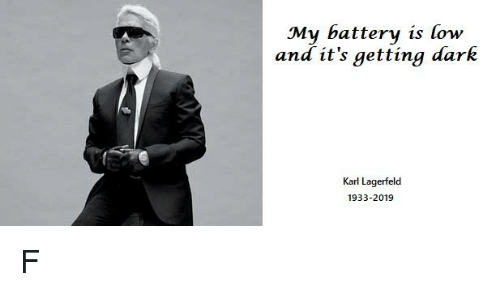 My battery is low
and it's getting dark
Karl Lagerfeld
1933-2019
F